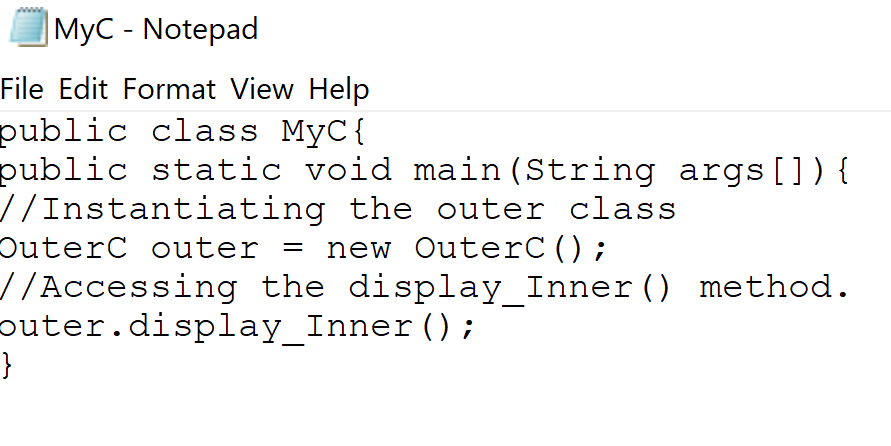 MyC - Notepad
File Edit Format View Help
public class MyC{
public static void main(String args[]){
//Instantiating the outer class
OuterC outer = new OuterC();
//Accessing the display_Inner() method.
outer.display_Inner();
}